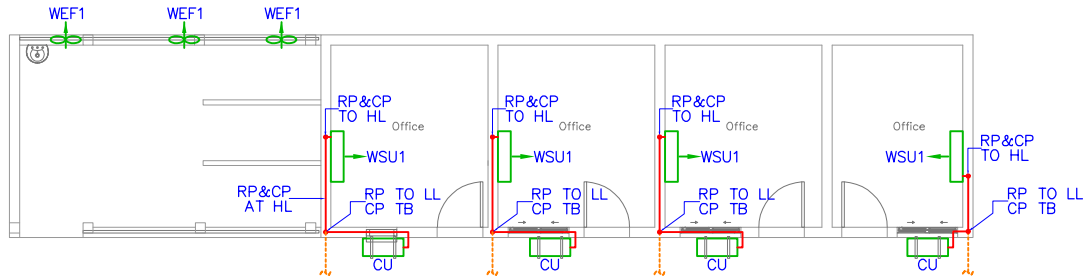 WEF1 WEF1 WEF1
RP&CP
TO HL
Office
RP&CP
TO HL
Office
RP&CP
TO HL
Office
Office
RP&CP
TO HL
WSU1
WSU1
WSU1
WSU1
RP&CP
AT HL
RP TO LL
CP TB
RP TO LL
CP TB
RP TO LL
CP TB
RP TO LL
CP TB
CU
CU
CU
CU